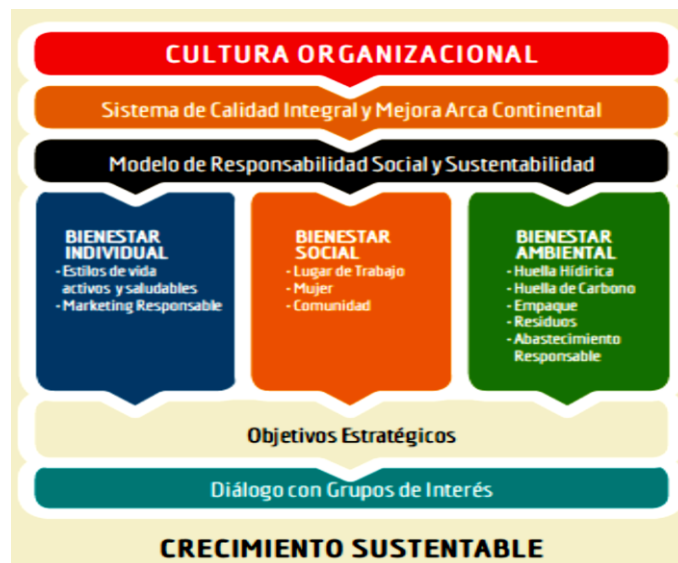 CULTURA ORGANIZACIONAL
Sistema de Calidad Integral y Mejora Arca Continental
Modelo de Responsabilidad Social y Sustentabilidad
BIENESTAR
INDIVIDUAL
- Estilos de vida
activos y saludables
- Marketing Responsable
BIENESTAR
SOCIAL
- Lugar de Trabajo
- Mujer
- Comunidad
BIENESTAR
AMBIENTAL
- Huella Hídirica
- Huella de Carbono
- Empaque
- Residuos
- Abastecimiento
Responsable
Objetivos Estratégicos
Diálogo con Grupos de Interés
CRECIMIENTO SUSTENTABLE